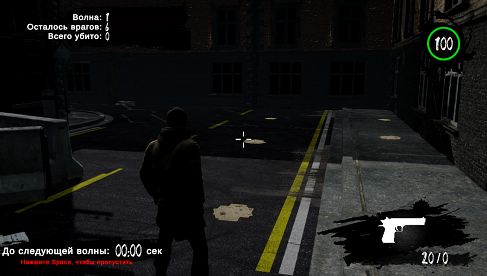 Волна: 1
Осталось врагов: 6
Всего убито: 0
100
До следующей волны: 00:00 сек
Нажмите Space, чтобы пропустить
20/0